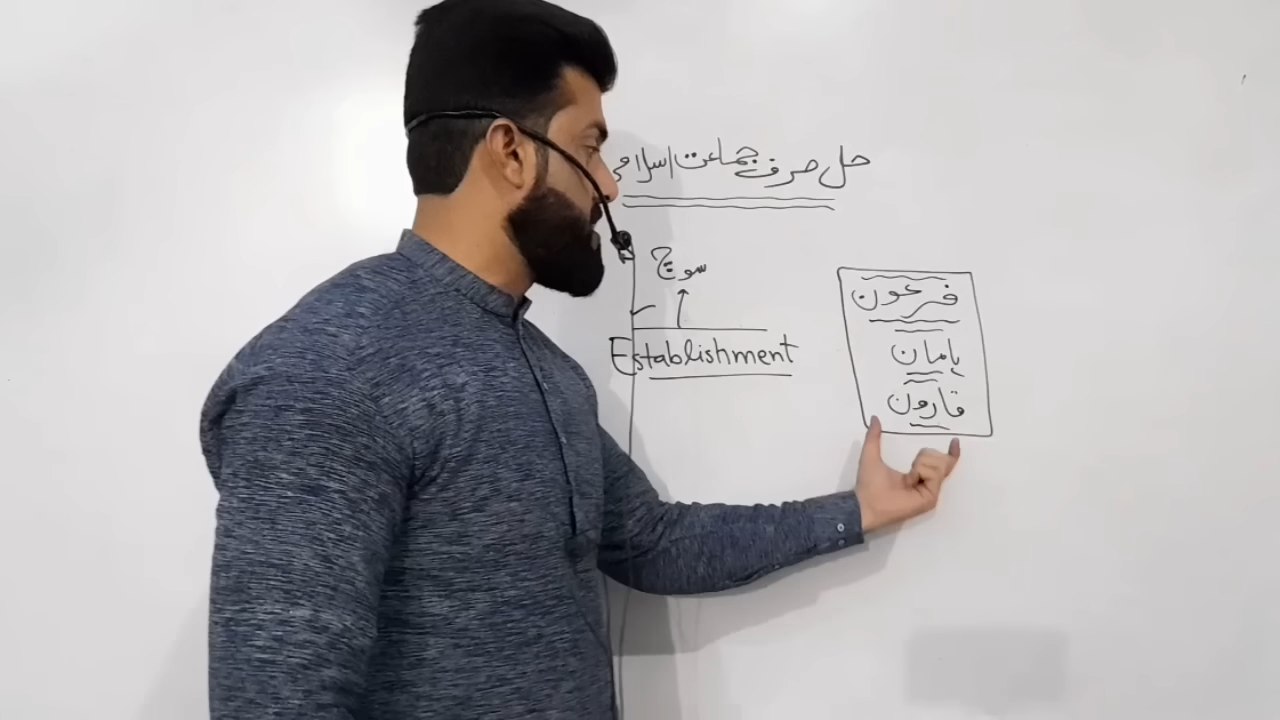 حل صرف جماعت اسلامی
سوچ
Establishment
فرعون
ہامان
قارون